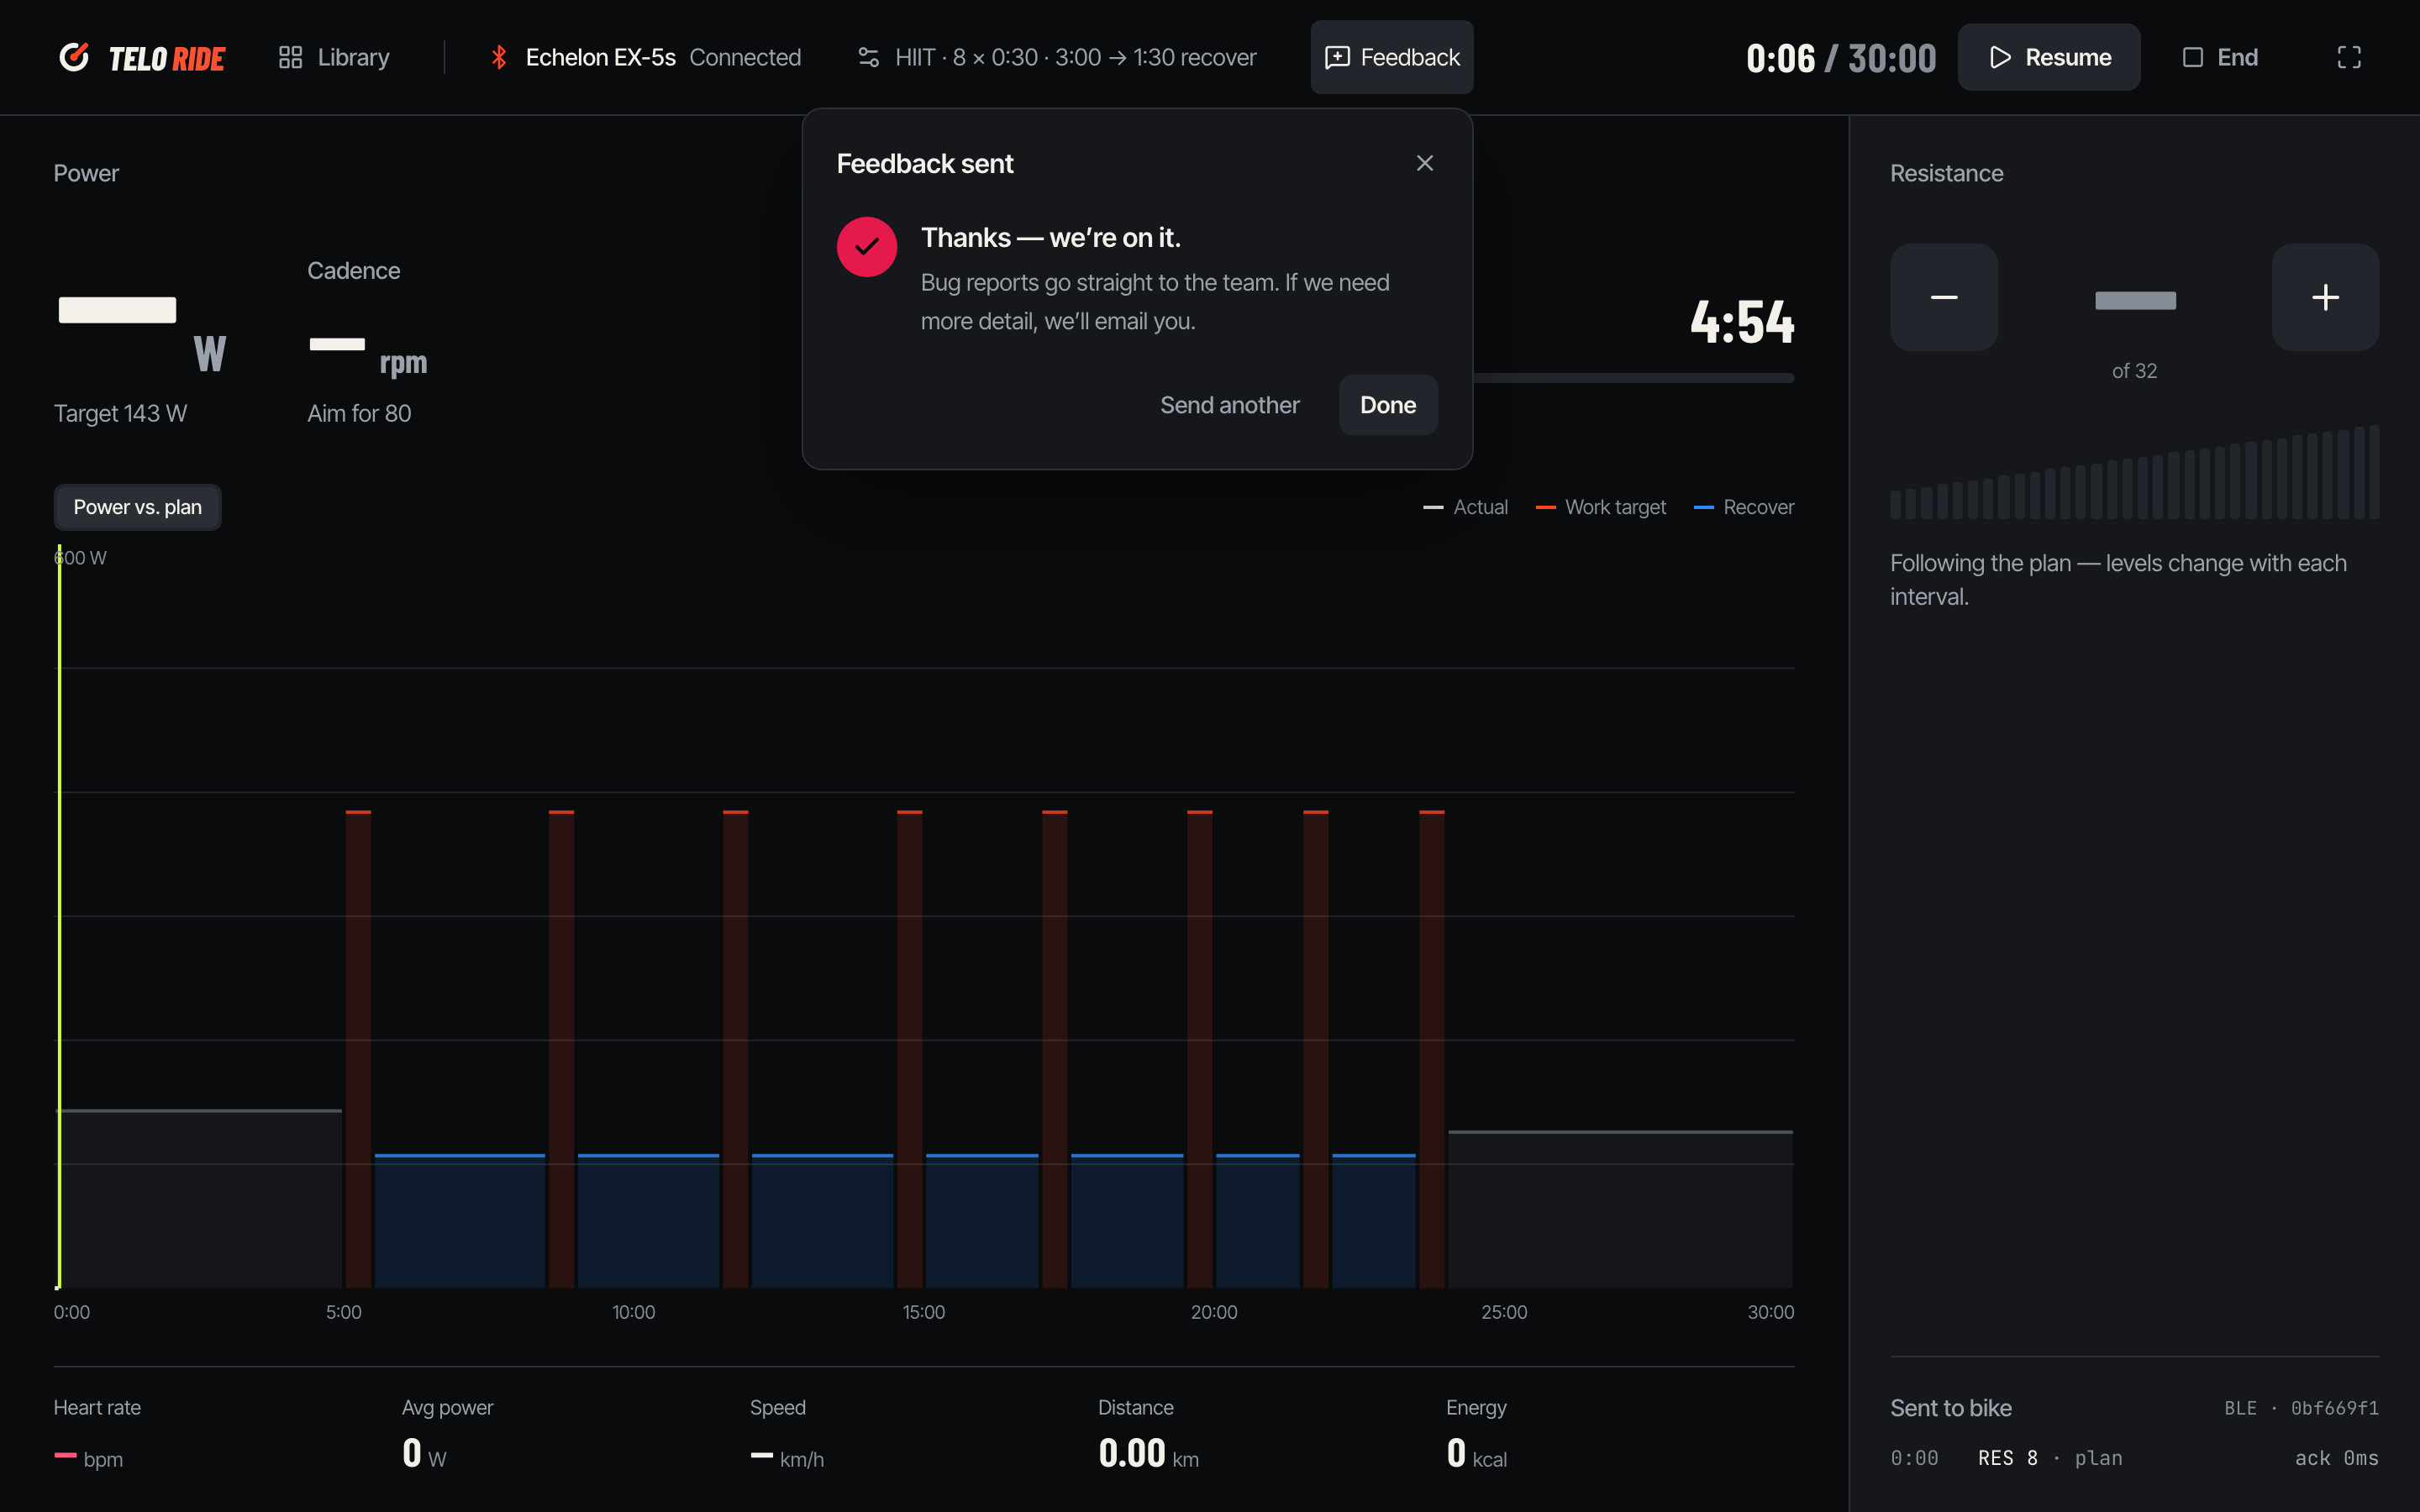 TELO RIDE
Library
Echelon EX-5s Connected
HIIT · 8 × 0:30 · 3:00 → 1:30 recover
Feedback
0:06 / 30:00
Resume
End
Power
W
Target 143 W
Cadence
rpm
Aim for 80
Feedback sent
Thanks — we’re on it.
Bug reports go straight to the team. If we need
more detail, we’ll email you.
Send another
Done
4:54
Power vs. plan
Actual
Work target
Recover
600 W
0:00
5:00
10:00
15:00
20:00
25:00
30:00
Heart rate
– bpm
Avg power
0 W
Speed
– km/h
Distance
0.00 km
Energy
0 kcal
Resistance
of 32
Following the plan — levels change with each
interval.
Sent to bike
BLE · 0bf669f1
0:00 RES 8 · plan
ack 0ms